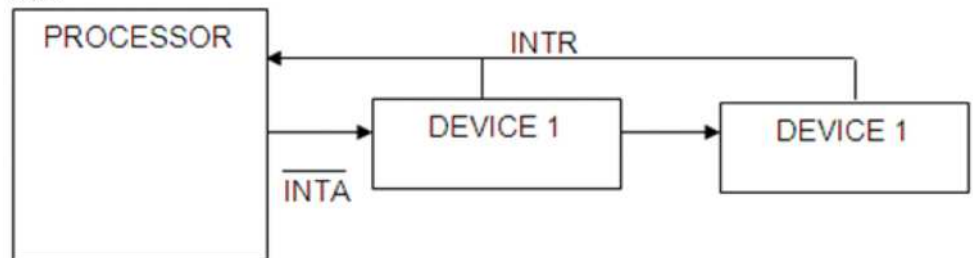 PROCESSOR
INTR
DEVICE 1
DEVICE 1
INTA